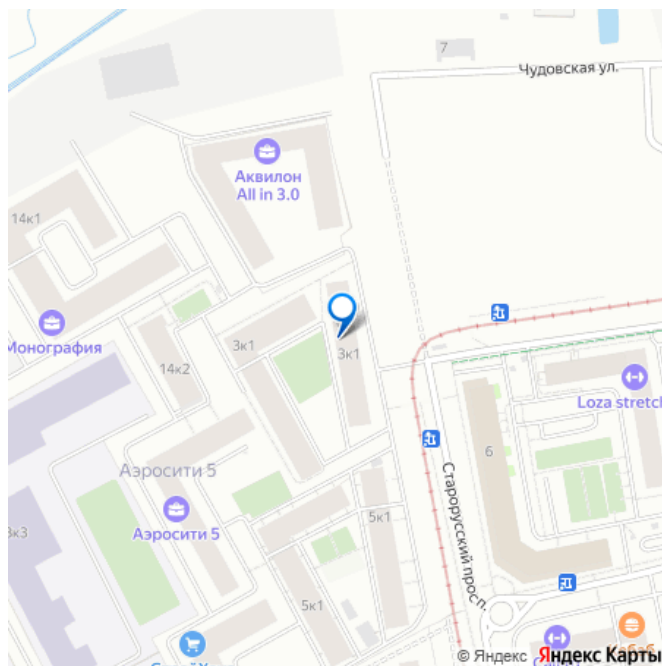 7
Чудовская ул.
Аквилон
All in 3.0
14к1
Монография
3к1
3к1
14к2
Loza stretch
6
Аэросити 5
Старорусский просп.
Аэросити 5
5к1
3к3
5к1
© Яндекс Яндекс Карты